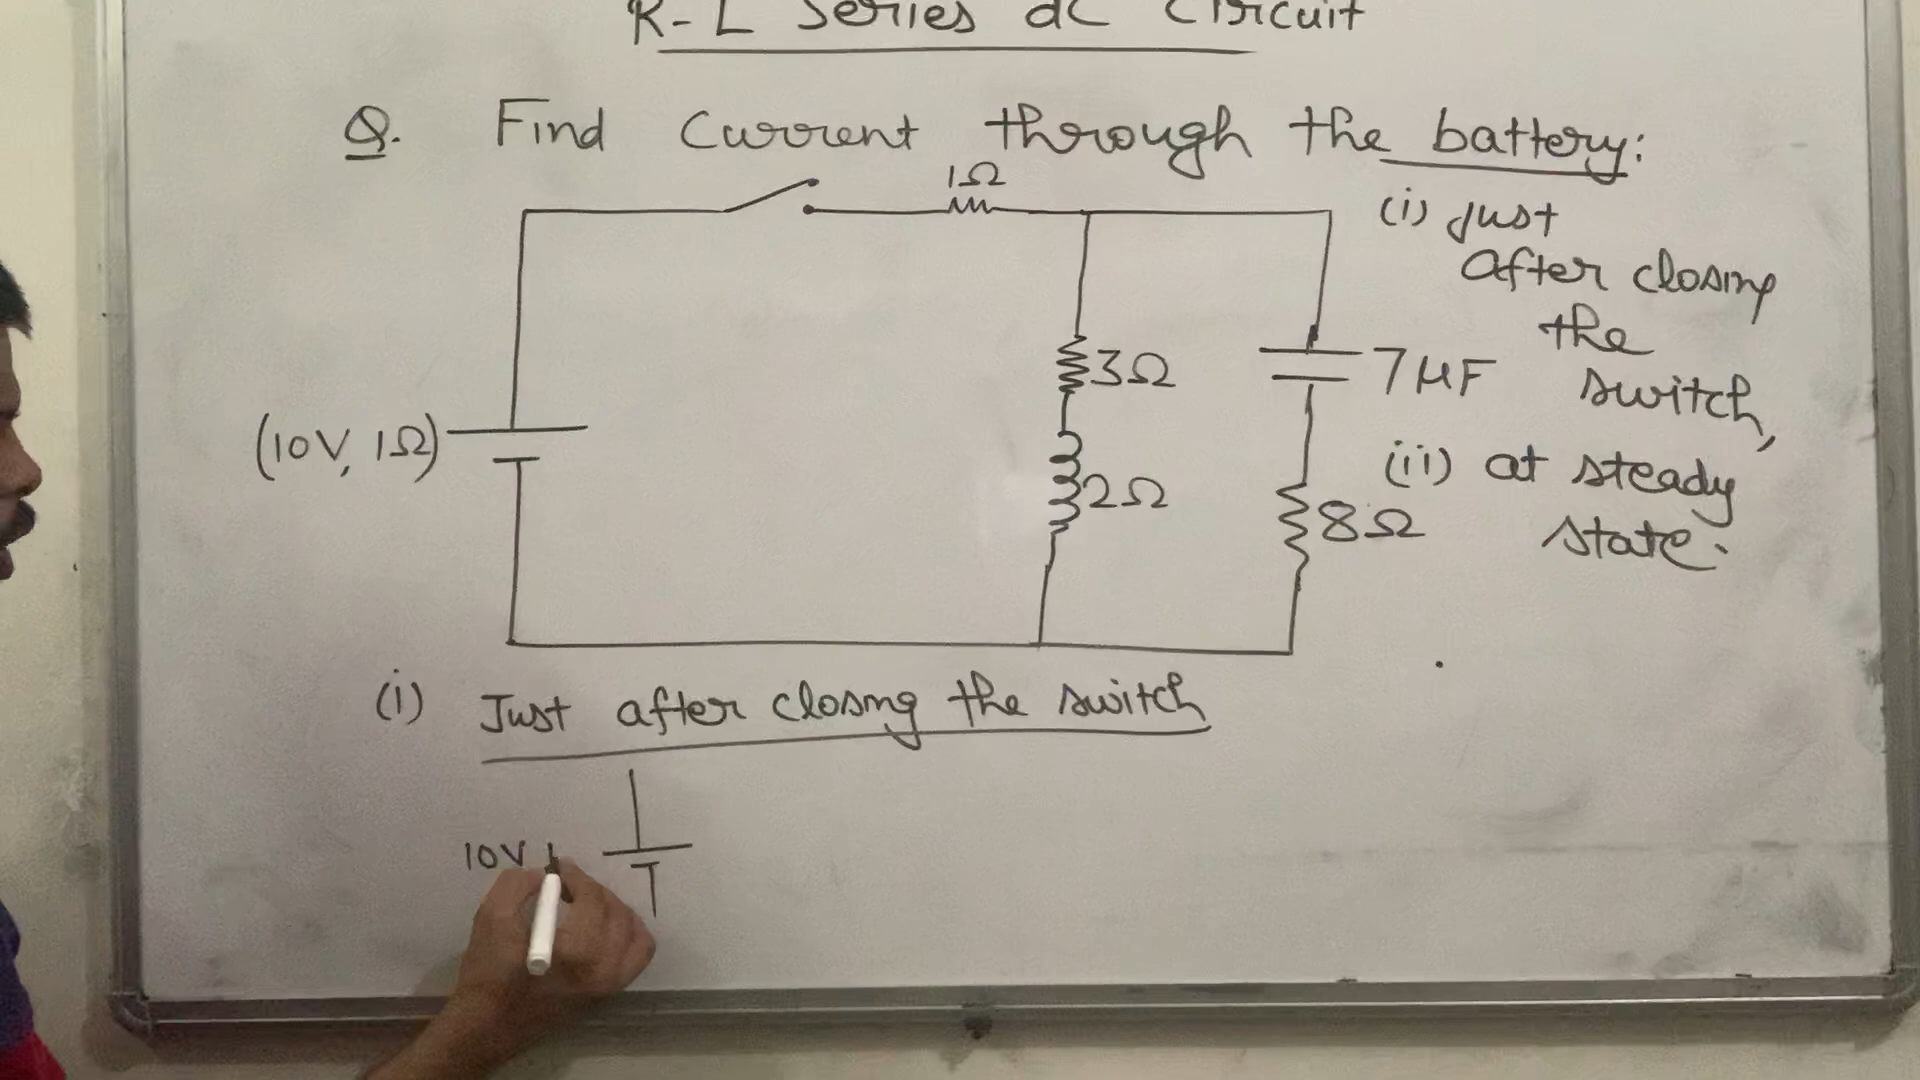 R-L Series dC Circuit
Q. Find Current through the battery:
(i) Just
after closing
the
switch,
(ii) at steady
state.
1Ω
(10V, 1Ω)
3Ω
2Ω
7μF
8Ω
(i) Just after closing the switch
10V